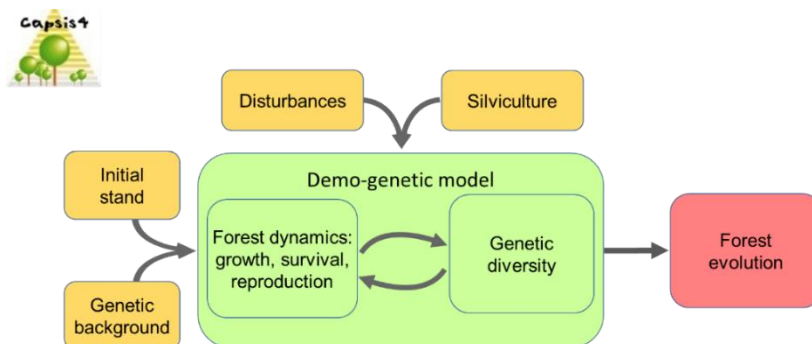 Capsis4
Disturbances
Silviculture
Initial
stand
Demo-genetic model
Forest dynamics:
growth, survival,
reproduction
Genetic
diversity
Forest
evolution
Genetic
background